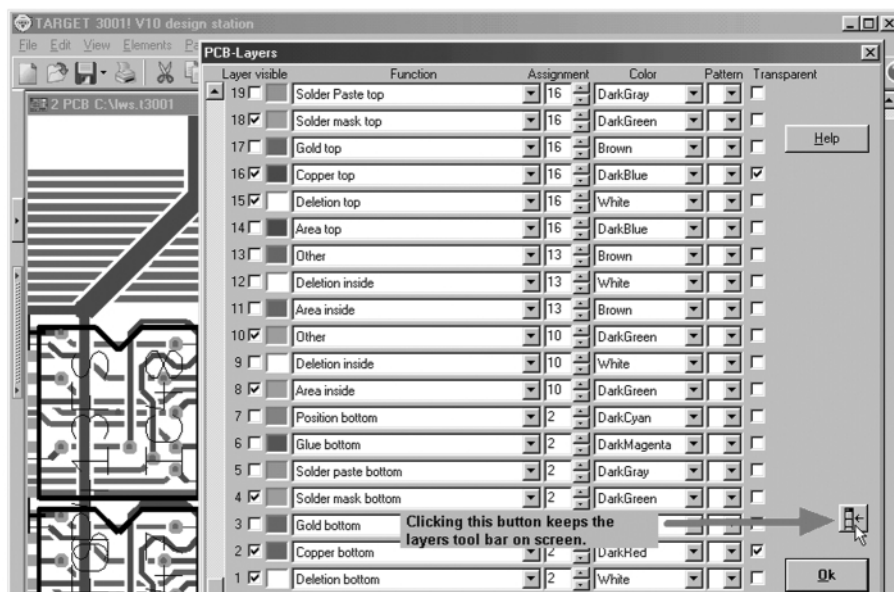 TARGET 3001! V10 design station
File Edit View Elements Pa
PCB-Layers
2 PCB C:\lws.t3001
Layer visible Function Assignment Color Pattern Transparent
19 Solder Paste top 16 DarkGray
18 Solder mask top 16 DarkGreen
Help
17 Gold top 16 Brown
16 Copper top 16 DarkBlue
15 Deletion top 16 White
14 Area top 16 DarkBlue
13 Other 13 Brown
12 Deletion inside 13 White
11 Area inside 13 Brown
10 Other 10 DarkGreen
9 Deletion inside 10 White
8 Area inside 10 DarkGreen
7 Position bottom 2 DarkCyan
6 Glue bottom 2 DarkMagenta
5 Solder paste bottom 2 DarkGray
4 Solder mask bottom 2 DarkGreen
3 Gold bottom
Clicking this button keeps the
layers tool bar on screen.
2 Copper bottom 2 DarkRed
1 Deletion bottom 2 White
Ok